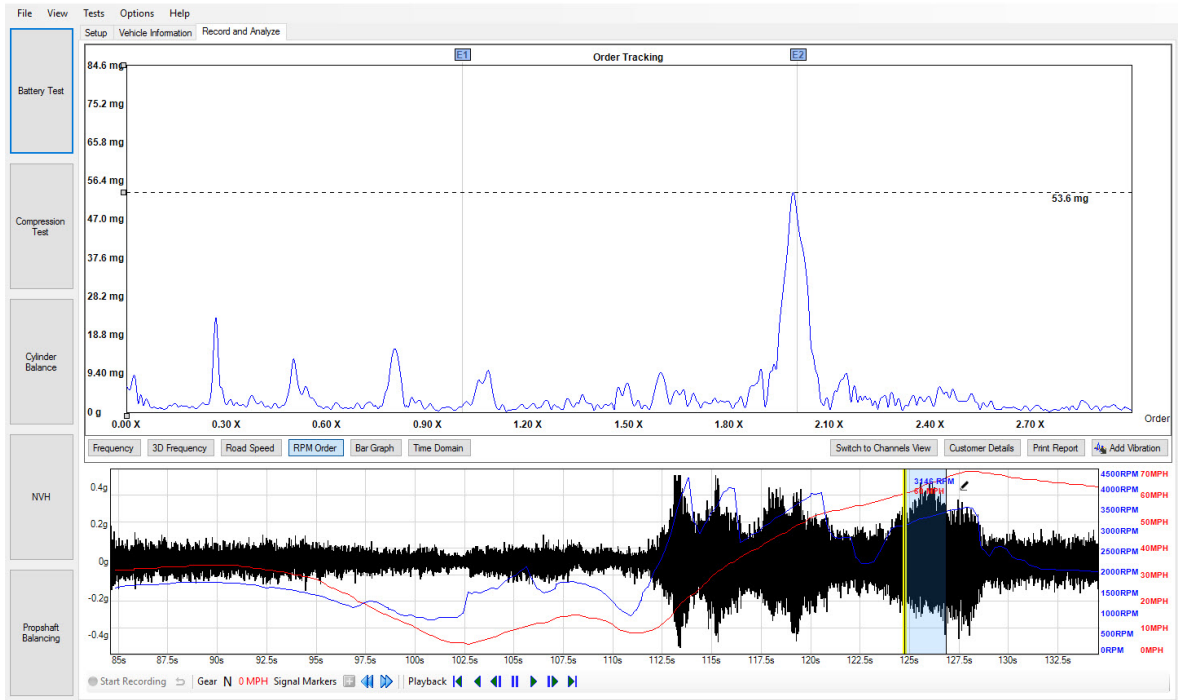 File View Tests Options Help
Setup Vehicle Information Record and Analyze
Battery Test
Compression
Test
Cylinder
Balance
NVH
Propshaft
Balancing
E1 Order Tracking E2
84.6 mg
75.2 mg
65.8 mg
56.4 mg
53.6 mg
47.0 mg
37.6 mg
28.2 mg
18.8 mg
9.40 mg
0 g
0.00 X 0.30 X 0.60 X 0.90 X 1.20 X 1.50 X 1.80 X 2.10 X 2.40 X 2.70 X Order
Frequency 3D Frequency Road Speed RPM Order Bar Graph Time Domain Switch to Channels View Customer Details Print Report Add Vibration
0.4g
0.2g
0g
-0.2g
-0.4g
3146 RPM
4500RPM 70MPH
4000RPM 60MPH
3500RPM
3000RPM 50MPH
2500RPM 40MPH
2000RPM 30MPH
1500RPM
1000RPM 20MPH
500RPM 10MPH
0RPM 0MPH
85s 87.5s 90s 92.5s 95s 97.5s 100s 102.5s 105s 107.5s 110s 112.5s 115s 117.5s 120s 122.5s 125s 127.5s 130s 132.5s
Start Recording Gear N 0 MPH Signal Markers Playback